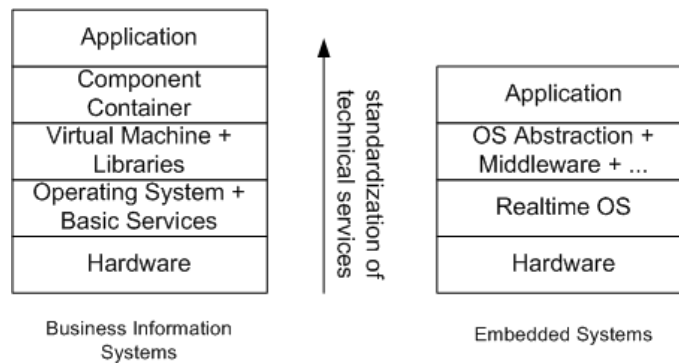 Application
Component
Container
Virtual Machine +
Libraries
Operating System +
Basic Services
Hardware
Business Information
Systems
standardization of
technical services
Application
OS Abstraction +
Middleware + ...
Realtime OS
Hardware
Embedded Systems